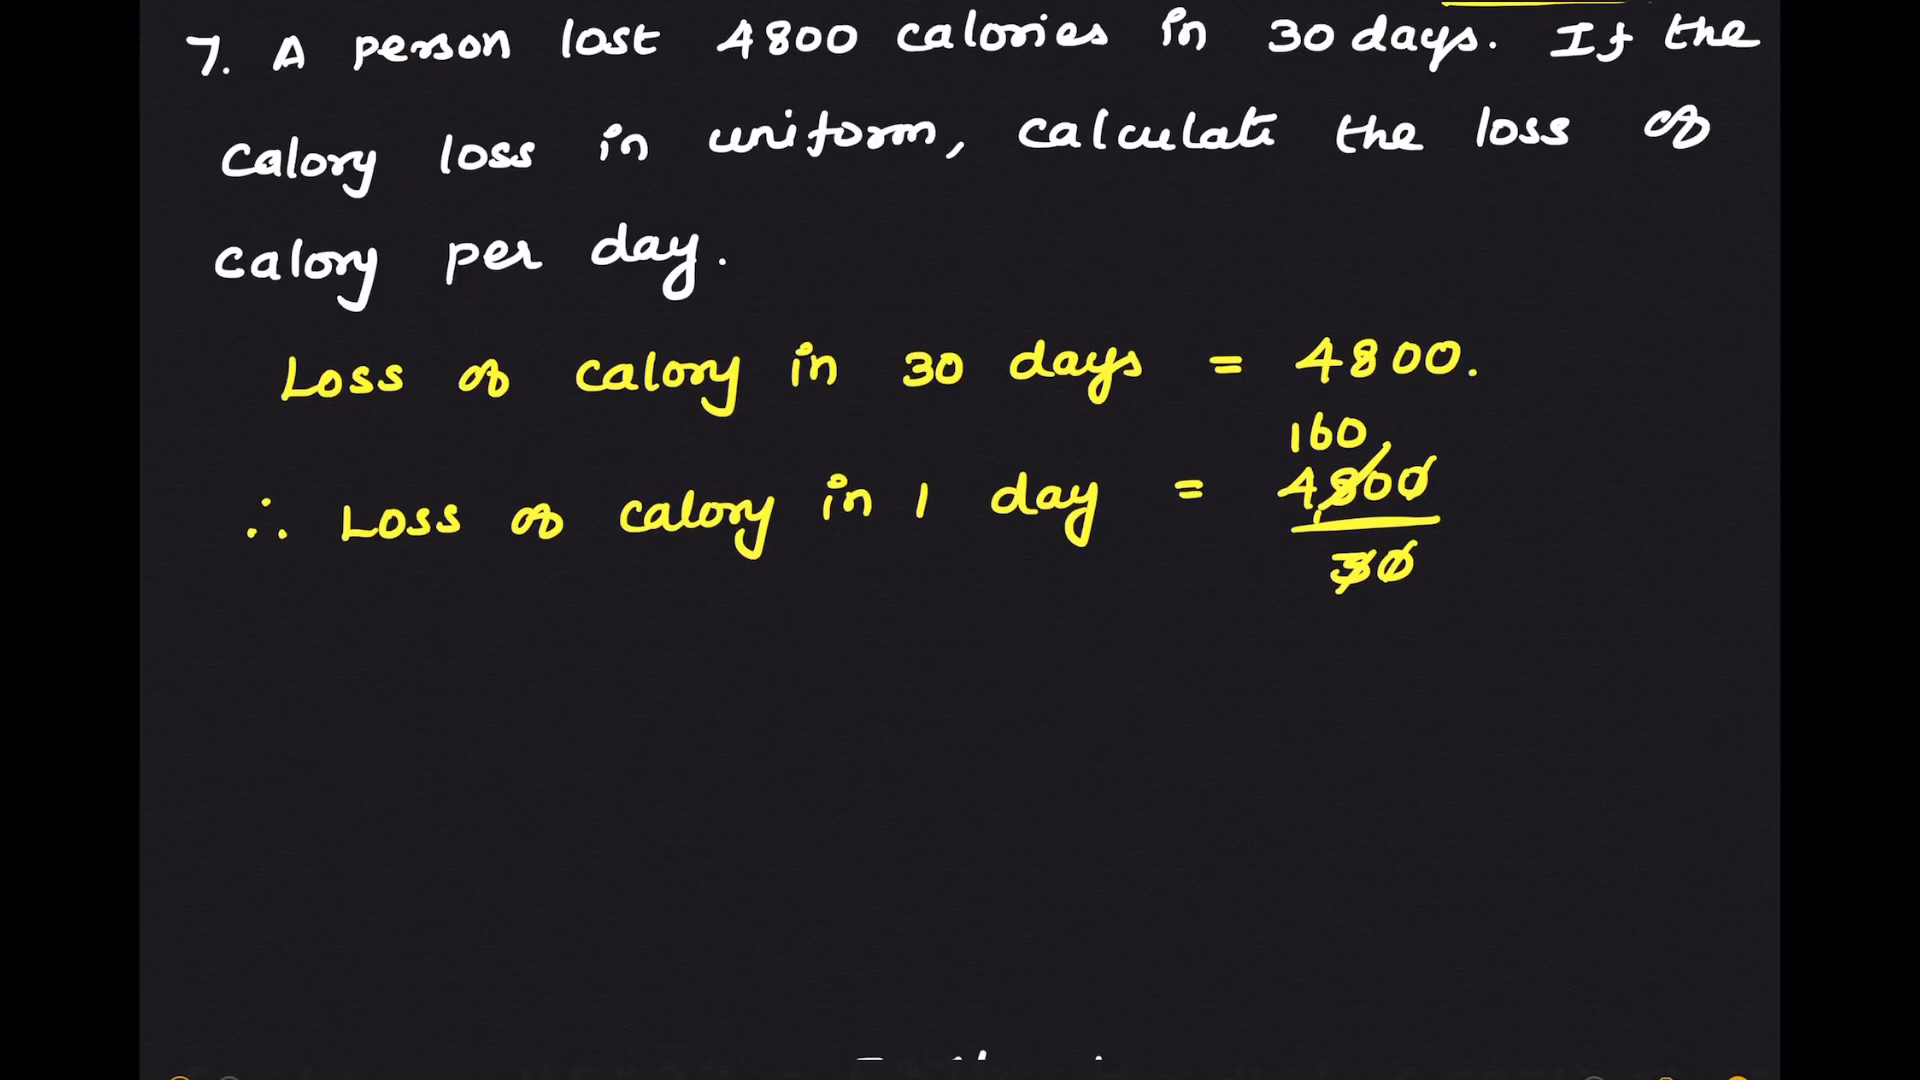 7. A person lost 4800 calories in 30 days. If the
calory loss in uniform, calculate the loss of
calory per day.
Loss of calory in 30 days = 4800.
160
∴ Loss of calory in 1 day = 4800
30